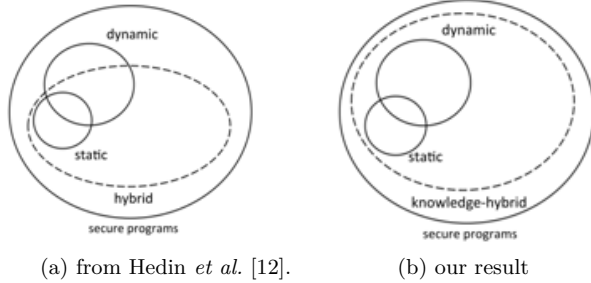 dynamic
static
hybrid
secure programs
(a) from Hedin et al. [12].
dynamic
static
knowledge-hybrid
secure programs
(b) our result